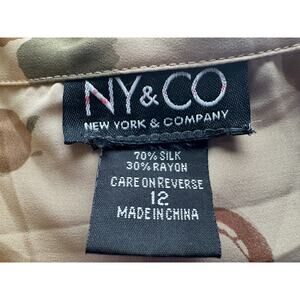 NY&CO
NEW YORK & COMPANY
70% SILK
30% RAYON
CARE ON REVERSE
12
MADE IN CHINA